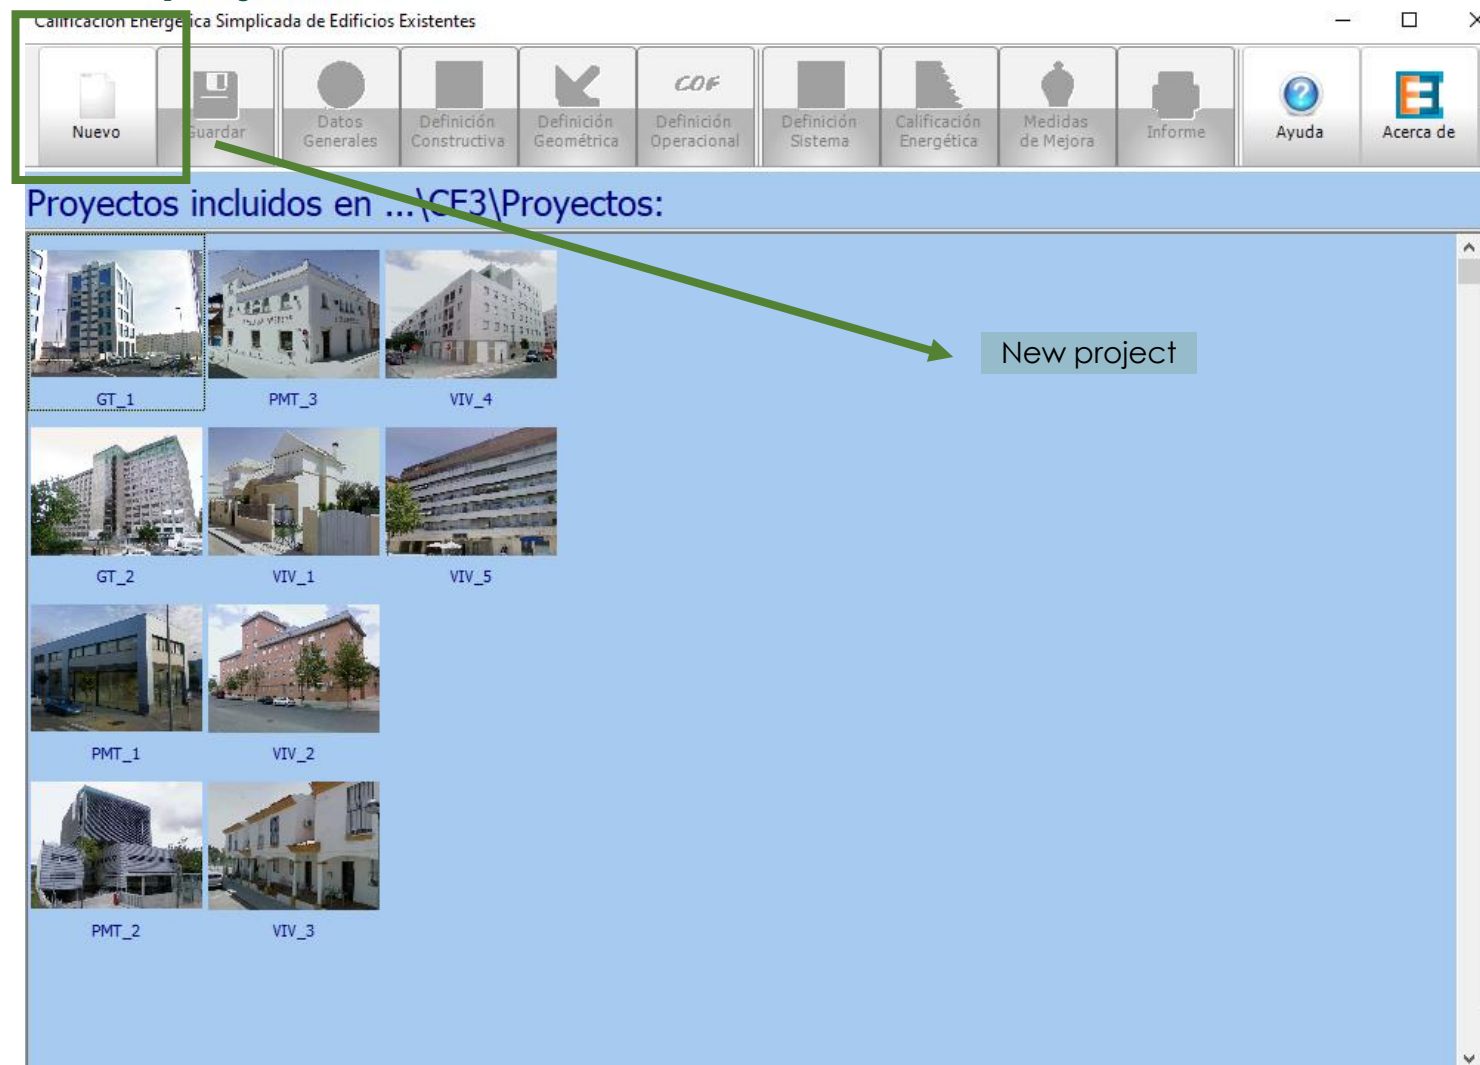 Calificación Energética Simplicada de Edificios Existentes
Nuevo
Guardar
Datos
Generales
Definición
Constructiva
Definición
Geométrica
COF
Definición
Operacional
Definición
Sistema
Calificación
Energética
Medidas
de Mejora
Informe
Ayuda
Acerca de
Proyectos incluidos en ...\CE3\Proyectos:
New project
GT_1
PMT_3
VIV_4
GT_2
VIV_1
VIV_5
PMT_1
VIV_2
PMT_2
VIV_3